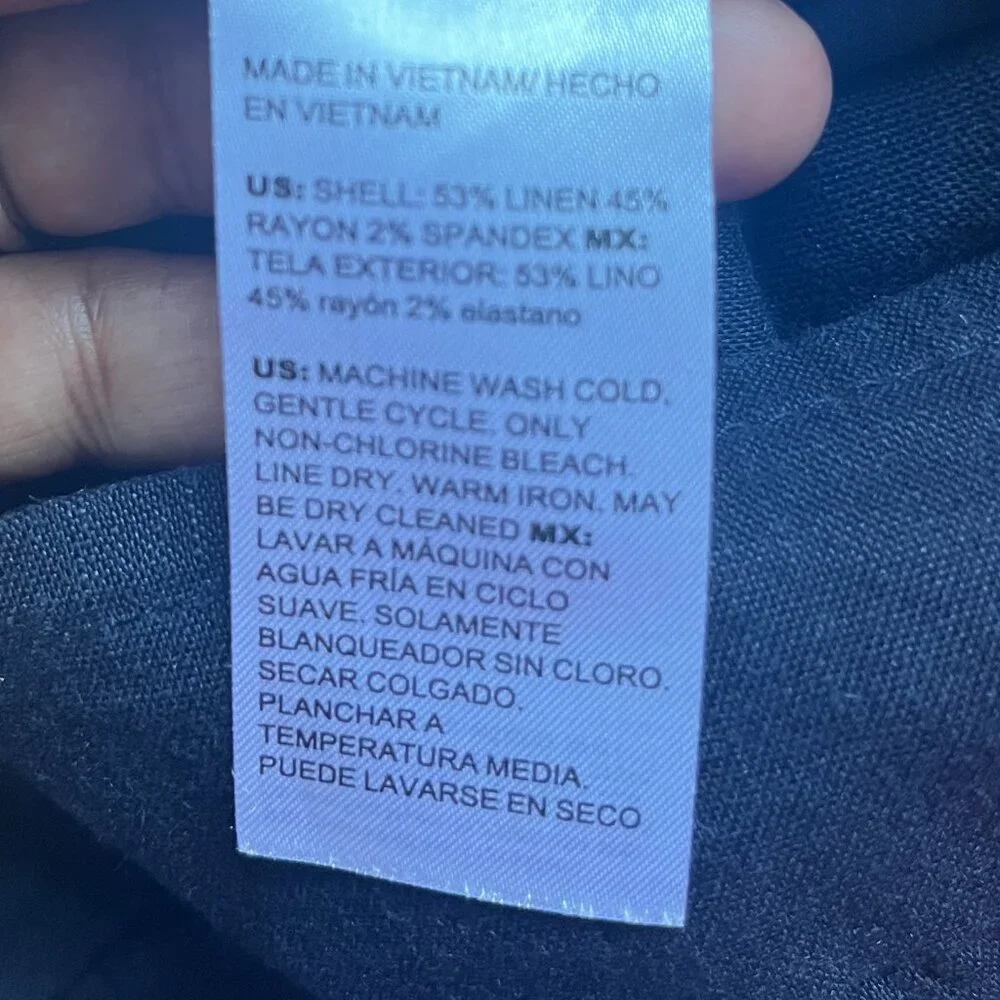 MADE IN VIETNAM/ HECHO
EN VIETNAM
US: SHELL: 53% LINEN 45%
RAYON 2% SPANDEX MX:
TELA EXTERIOR: 53% LINO
45% rayón 2% elastano
US: MACHINE WASH COLD.
GENTLE CYCLE. ONLY
NON-CHLORINE BLEACH.
LINE DRY. WARM IRON. MAY
BE DRY CLEANED MX:
LAVAR A MÁQUINA CON
AGUA FRÍA EN CICLO
SUAVE. SOLAMENTE
BLANQUEADOR SIN CLORO.
SECAR COLGADO.
PLANCHAR A
TEMPERATURA MEDIA.
PUEDE LAVARSE EN SECO